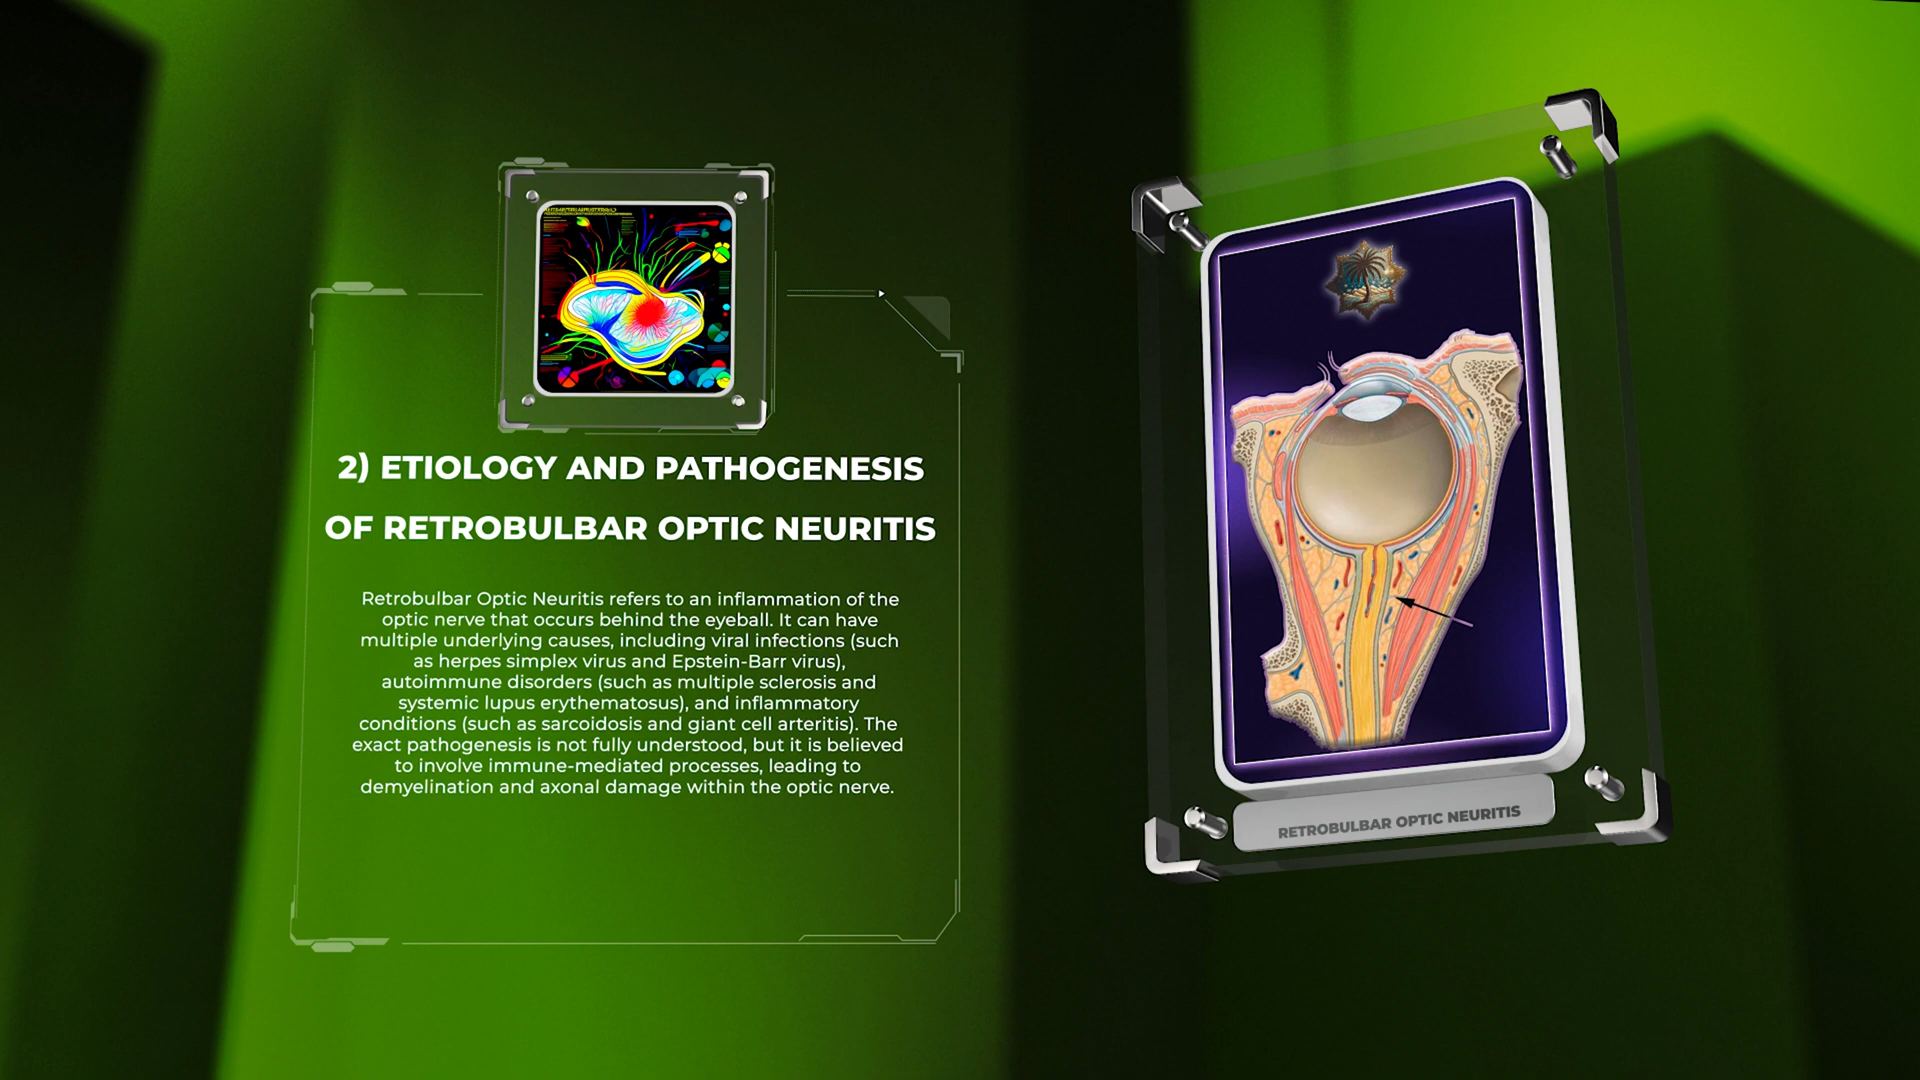 2) ETIOLOGY AND PATHOGENESIS
OF RETROBULBAR OPTIC NEURITIS
Retrobulbar Optic Neuritis refers to an inflammation of the
optic nerve that occurs behind the eyeball. It can have
multiple underlying causes, including viral infections (such
as herpes simplex virus and Epstein-Barr virus),
autoimmune disorders (such as multiple sclerosis and
systemic lupus erythematosus), and inflammatory
conditions (such as sarcoidosis and giant cell arteritis). The
exact pathogenesis is not fully understood, but it is believed
to involve immune-mediated processes, leading to
demyelination and axonal damage within the optic nerve.
RETROBULBAR OPTIC NEURITIS